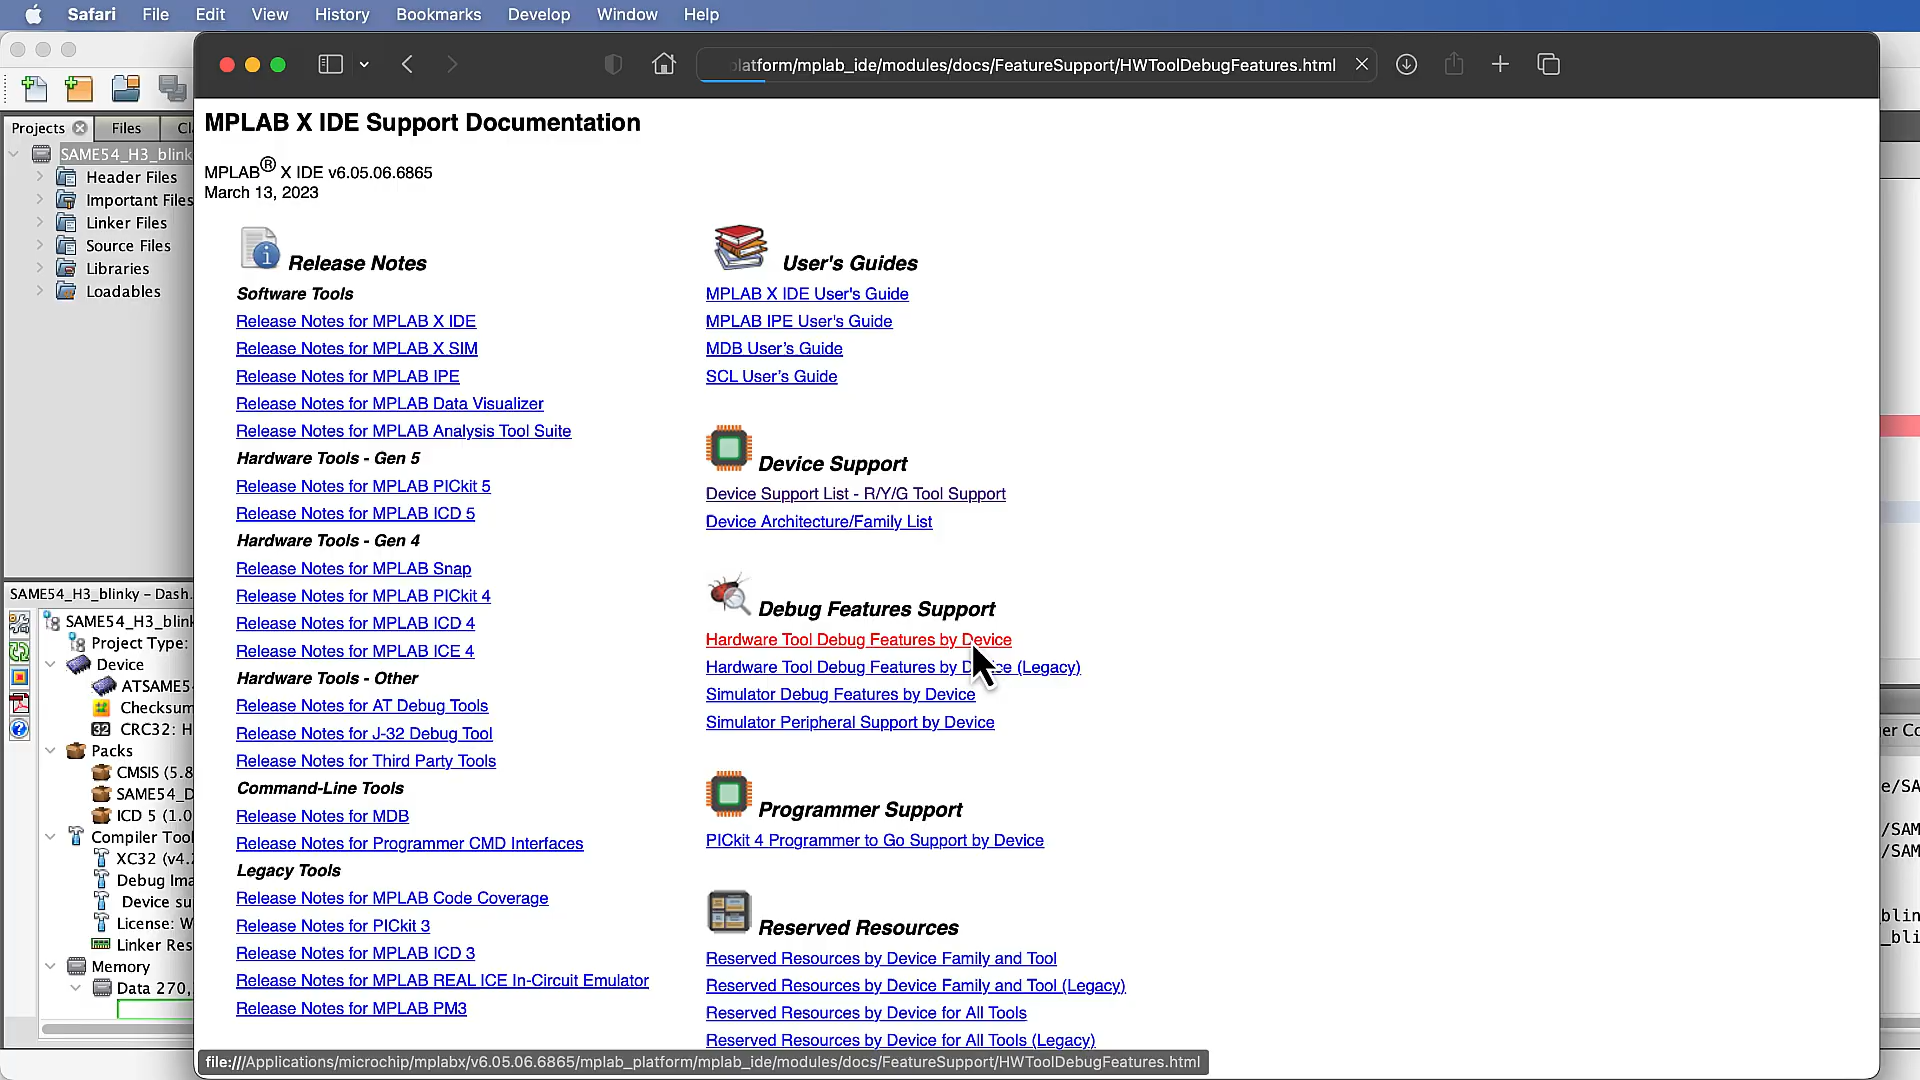 Safari File Edit View History Bookmarks Develop Window Help
platform/mplab_ide/modules/docs/FeatureSupport/HWToolDebugFeatures.html
Projects Files
SAME54_H3_blink
Header Files
Important Files
Linker Files
Source Files
Libraries
Loadables
SAME54_H3_blinky - Dash...
SAME54_H3_blink
Project Type:
Device
ATSAME5
Checksum
CRC32: H
Packs
CMSIS (5.8
SAME54_D
ICD 5 (1.0
Compiler Tool
XC32 (v4.
Debug Ima
Device su
License: W
Linker Res
Memory
Data 270,
MPLAB X IDE Support Documentation
MPLAB® X IDE v6.05.06.6865
March 13, 2023
Release Notes
Software Tools
Release Notes for MPLAB X IDE
Release Notes for MPLAB X SIM
Release Notes for MPLAB IPE
Release Notes for MPLAB Data Visualizer
Release Notes for MPLAB Analysis Tool Suite
Hardware Tools - Gen 5
Release Notes for MPLAB PICkit 5
Release Notes for MPLAB ICD 5
Hardware Tools - Gen 4
Release Notes for MPLAB Snap
Release Notes for MPLAB PICkit 4
Release Notes for MPLAB ICD 4
Release Notes for MPLAB ICE 4
Hardware Tools - Other
Release Notes for AT Debug Tools
Release Notes for J-32 Debug Tool
Release Notes for Third Party Tools
Command-Line Tools
Release Notes for MDB
Release Notes for Programmer CMD Interfaces
Legacy Tools
Release Notes for MPLAB Code Coverage
Release Notes for PICkit 3
Release Notes for MPLAB ICD 3
Release Notes for MPLAB REAL ICE In-Circuit Emulator
Release Notes for MPLAB PM3
User's Guides
MPLAB X IDE User's Guide
MPLAB IPE User's Guide
MDB User’s Guide
SCL User’s Guide
Device Support
Device Support List - R/Y/G Tool Support
Device Architecture/Family List
Debug Features Support
Hardware Tool Debug Features by Device
Hardware Tool Debug Features by Device (Legacy)
Simulator Debug Features by Device
Simulator Peripheral Support by Device
Programmer Support
PICkit 4 Programmer to Go Support by Device
Reserved Resources
Reserved Resources by Device Family and Tool
Reserved Resources by Device Family and Tool (Legacy)
Reserved Resources by Device for All Tools
Reserved Resources by Device for All Tools (Legacy)
file:///Applications/microchip/mplabx/v6.05.06.6865/mplab_platform/mplab_ide/modules/docs/FeatureSupport/HWToolDebugFeatures.html
er Co
e/SA
/SAM
/SAM
blin
_bli